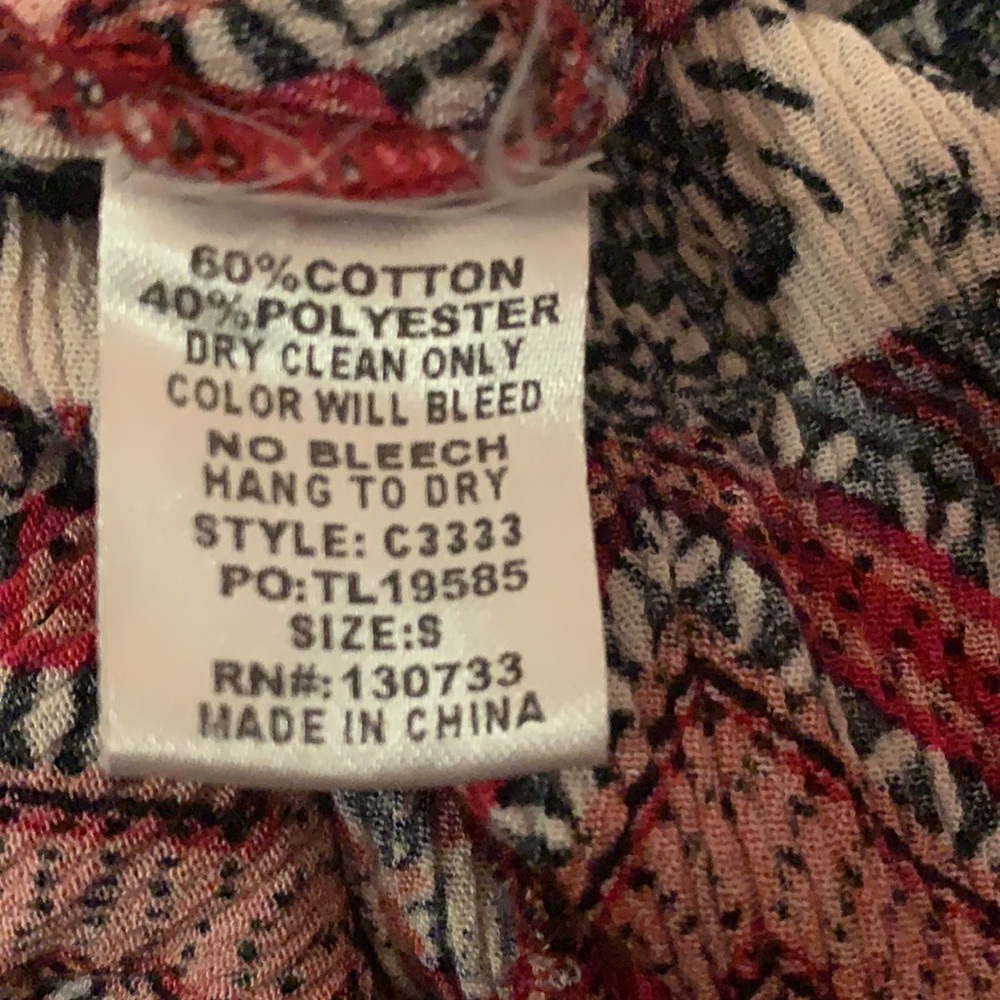 60%COTTON
40%POLYESTER
DRY CLEAN ONLY
COLOR WILL BLEED
NO BLEECH
HANG TO DRY
STYLE: C3333
PO:TL19585
SIZE:S
RN#:130733
MADE IN CHINA